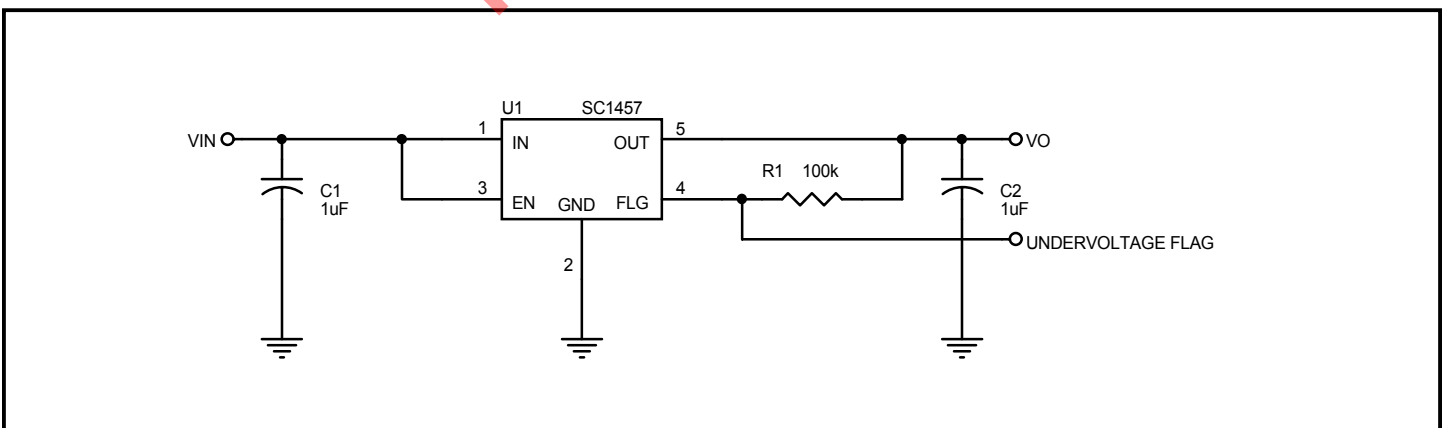 U1 SC1457
VIN
1
IN
OUT
5
VO
R1 100k
3
EN
GND
FLG
4
C1
1uF
C2
1uF
UNDERVOLTAGE FLAG
2